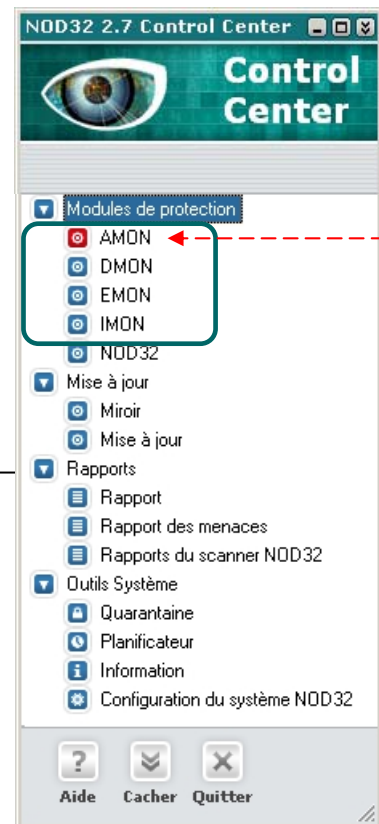 NOD32 2.7 Control Center
Control
Center
Modules de protection
AMON
DMON
EMON
IMON
NOD32
Mise à jour
Miroir
Mise à jour
Rapports
Rapport
Rapport des menaces
Rapports du scanner NOD32
Outils Système
Quarantaine
Planificateur
Information
Configuration du système NOD32
?
Aide Cacher Quitter